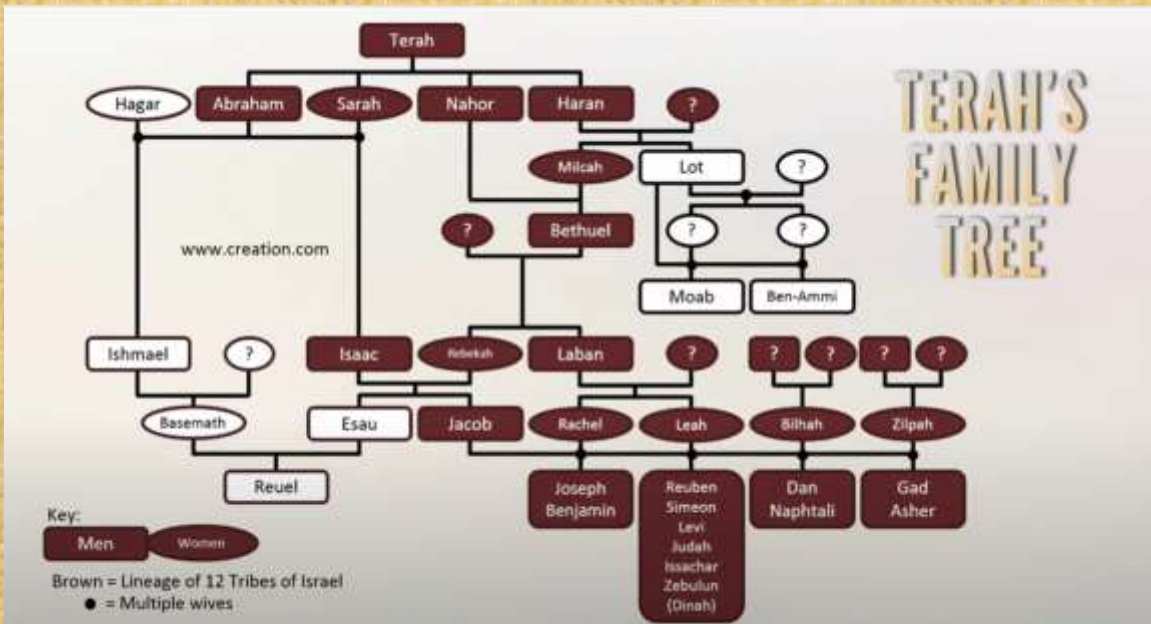 Terah
TERAH'S
FAMILY
TREE
Hagar
Abraham
Sarah
Nahor
Haran
?
Milcah
Lot
?
?
Bethuel
?
?
www.creation.com
Moab
Ben-Ammi
Ishmael
?
Isaac
Rebekah
Laban
?
?
?
?
?
Basemath
Esau
Jacob
Rachel
Leah
Bilhah
Zilpah
Reuel
Joseph
Benjamin
Reuben
Simeon
Levi
Judah
Issachar
Zebulun
(Dinah)
Dan
Naphtali
Gad
Asher
Key:
Men
Women
Brown = Lineage of 12 Tribes of Israel
● = Multiple wives